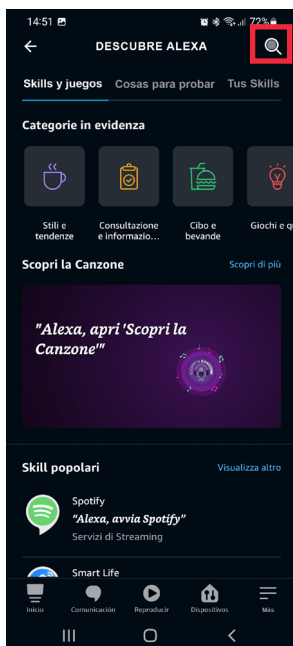 14:51 72%
DESCUBRE ALEXA
Skills y juegos Cosas para probar Tus Skills
Categorie in evidenza
Stili e tendenze
Consultazione e informazio...
Cibo e bevande
Giochi e q
Scopri la Canzone Scopri di più
"Alexa, apri 'Scopri la
Canzone'"
Skill popolari Visualizza altro
Spotify
"Alexa, avvia Spotify"
Servizi di Streaming
Smart Life
Inicio Comunicación Reproducir Dispositivos Más